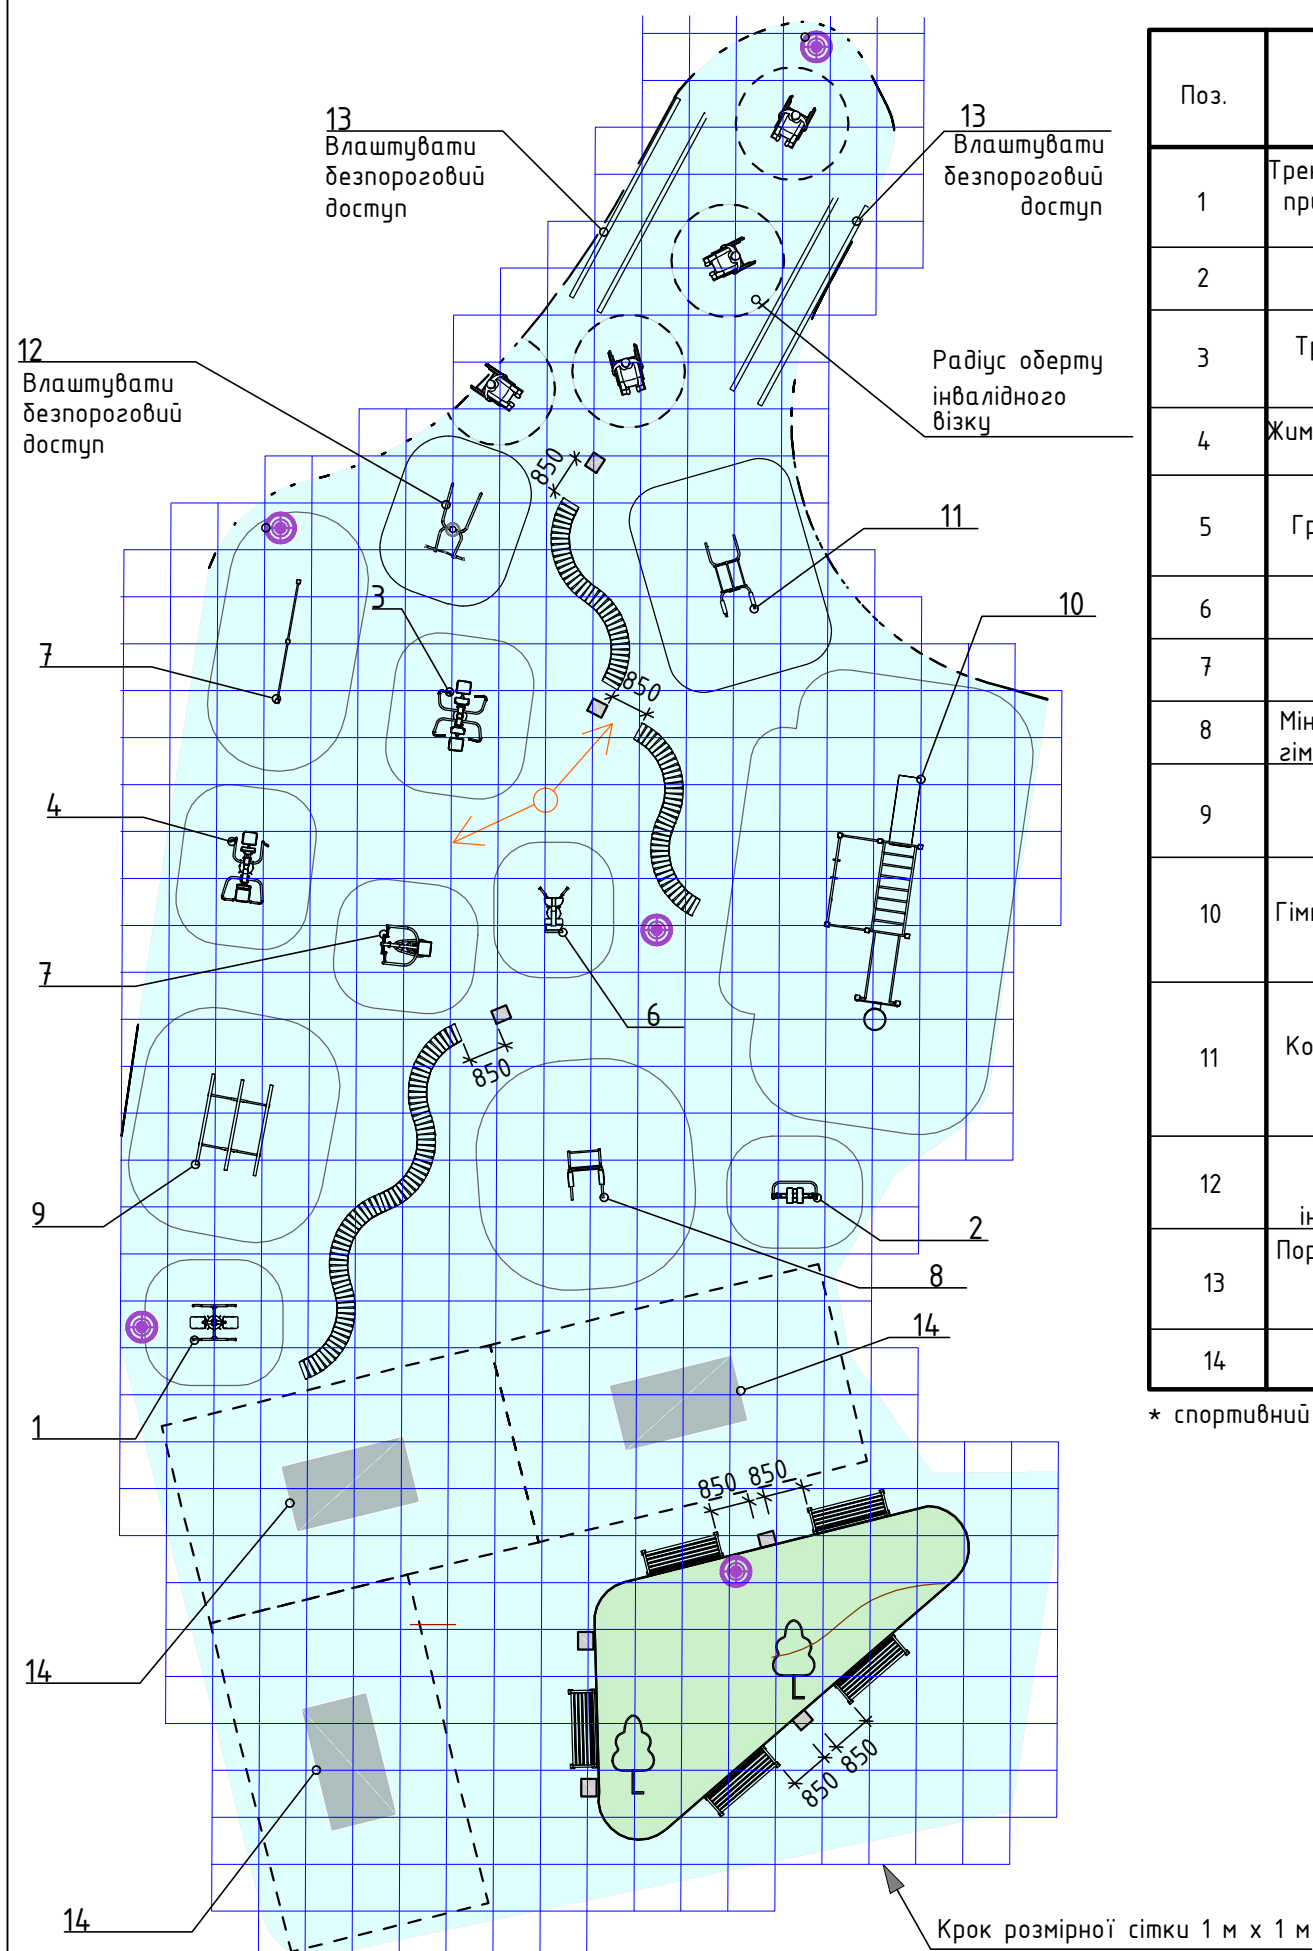 13
Влаштувати
безпороговий
доступ
13
Влаштувати
безпороговий
доступ
12
Влаштувати
безпороговий
доступ
Радіус оберту
інвалідного
візку
850
11
3
10
7
850
4
7
6
850
9
2
8
14
1
850 850
14
850
850
14
Крок розмірної сітки 1 м х 1 м
Поз.
1
2
3
4
5
6
7
8
9
10
11
12
13
14
* спортивний